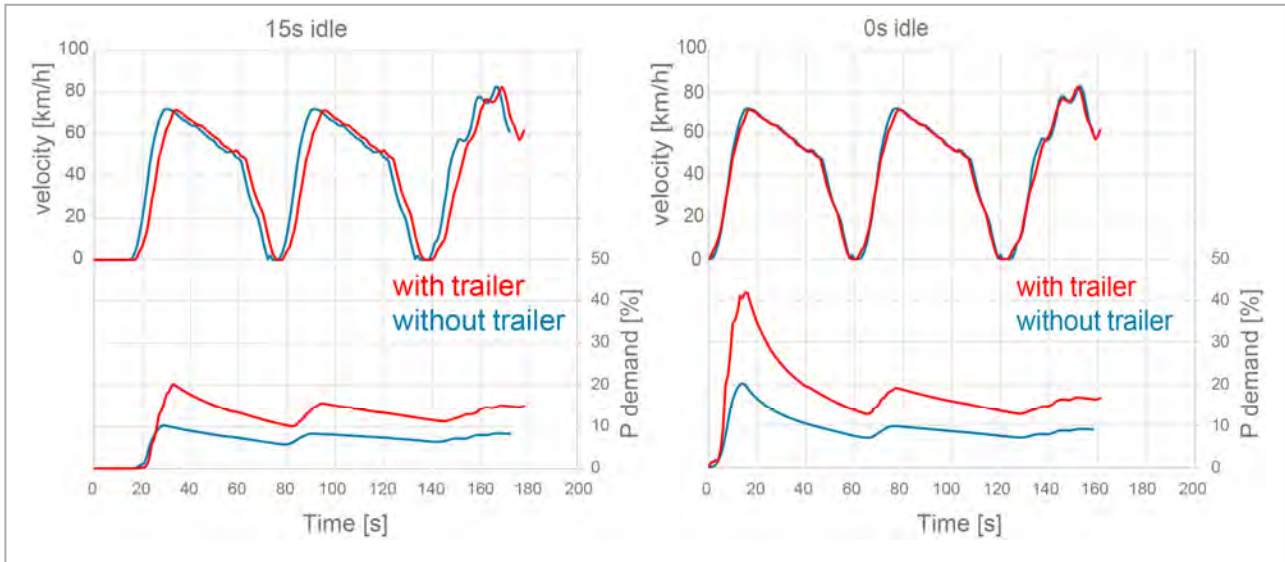 15s idle
0s idle
velocity [km/h]
100
80
60
40
20
0
with trailer
without trailer
50
40
30
20
10
0
P demand [%]
0 20 40 60 80 100 120 140 160 180 200
Time [s]
velocity [km/h]
100
80
60
40
20
0
with trailer
without trailer
50
40
30
20
10
0
P demand [%]
0 20 40 60 80 100 120 140 160 180 200
Time [s]